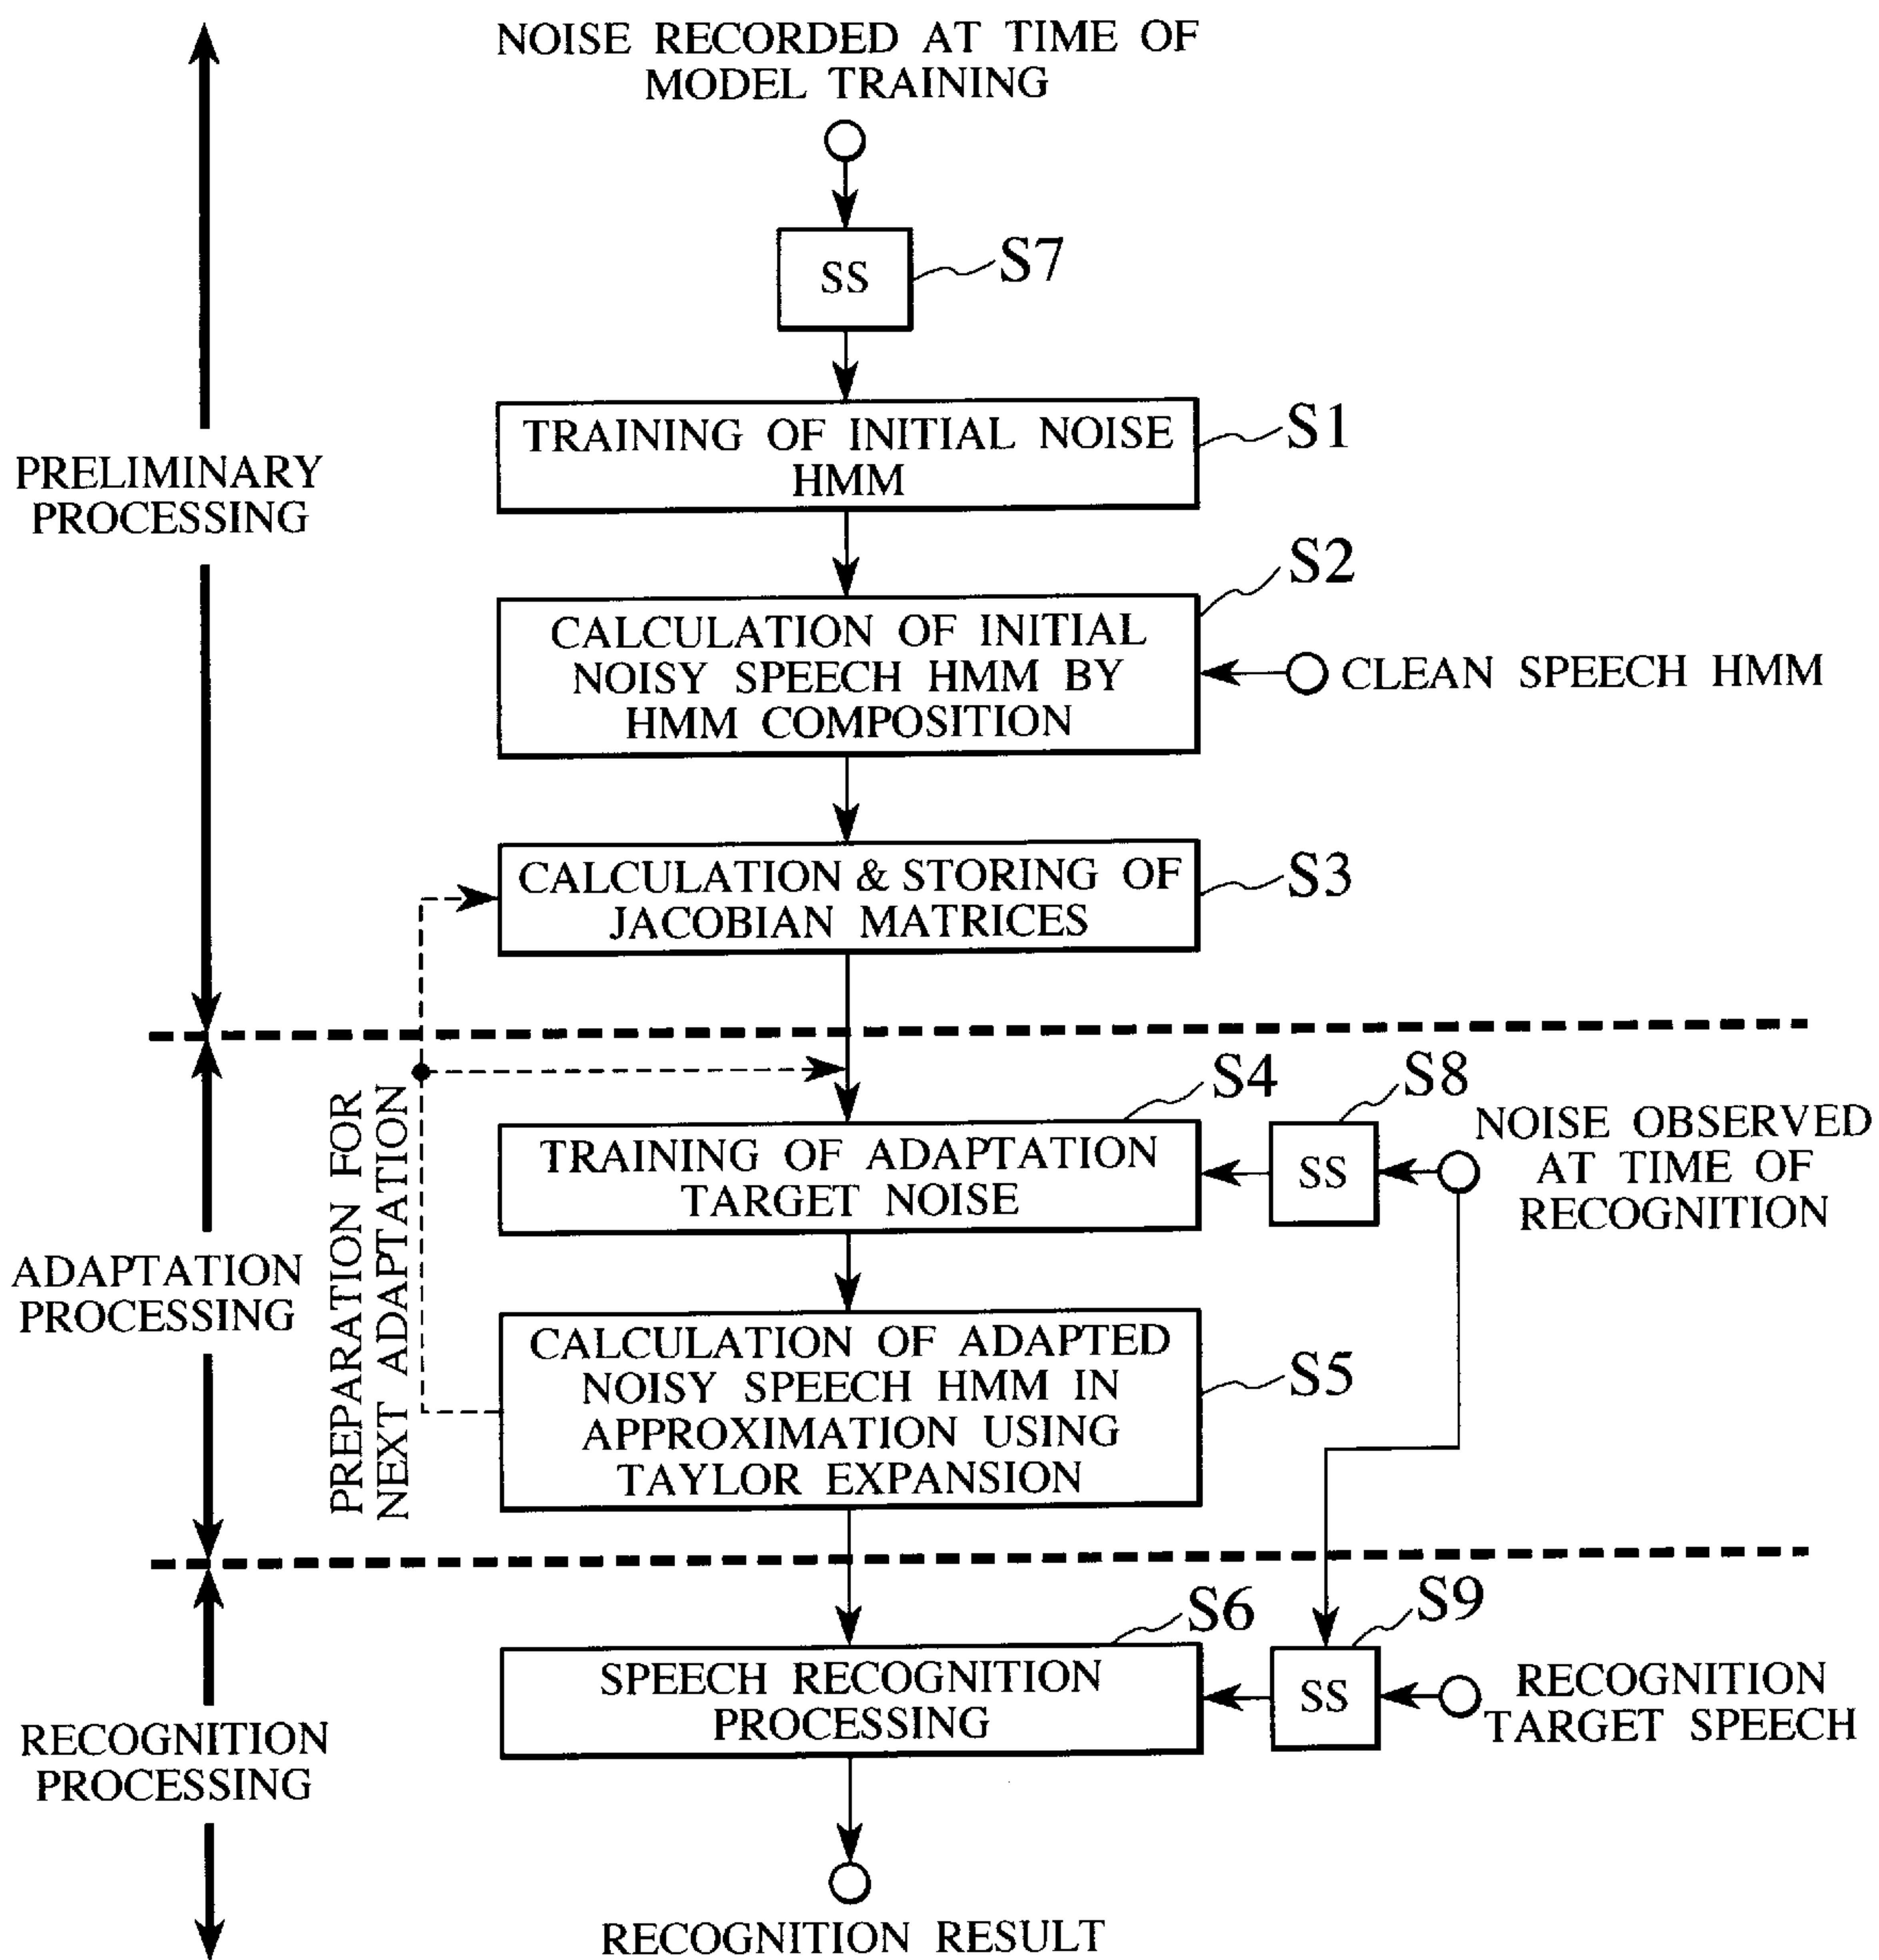 NOISE RECORDED AT TIME OF
MODEL TRAINING
SS
S7
TRAINING OF INITIAL NOISE
HMM
S1
PRELIMINARY
PROCESSING
S2
CALCULATION OF INITIAL
NOISY SPEECH HMM BY
HMM COMPOSITION
CLEAN SPEECH HMM
CALCULATION & STORING OF
JACOBIAN MATRICES
S3
PREPARATION FOR
NEXT ADAPTATION
S4
S8
TRAINING OF ADAPTATION
TARGET NOISE
SS
NOISE OBSERVED
AT TIME OF
RECOGNITION
ADAPTATION
PROCESSING
CALCULATION OF ADAPTED
NOISY SPEECH HMM IN
APPROXIMATION USING
TAYLOR EXPANSION
S5
S6
S9
SPEECH RECOGNITION
PROCESSING
SS
RECOGNITION
TARGET SPEECH
RECOGNITION
PROCESSING
RECOGNITION RESULT